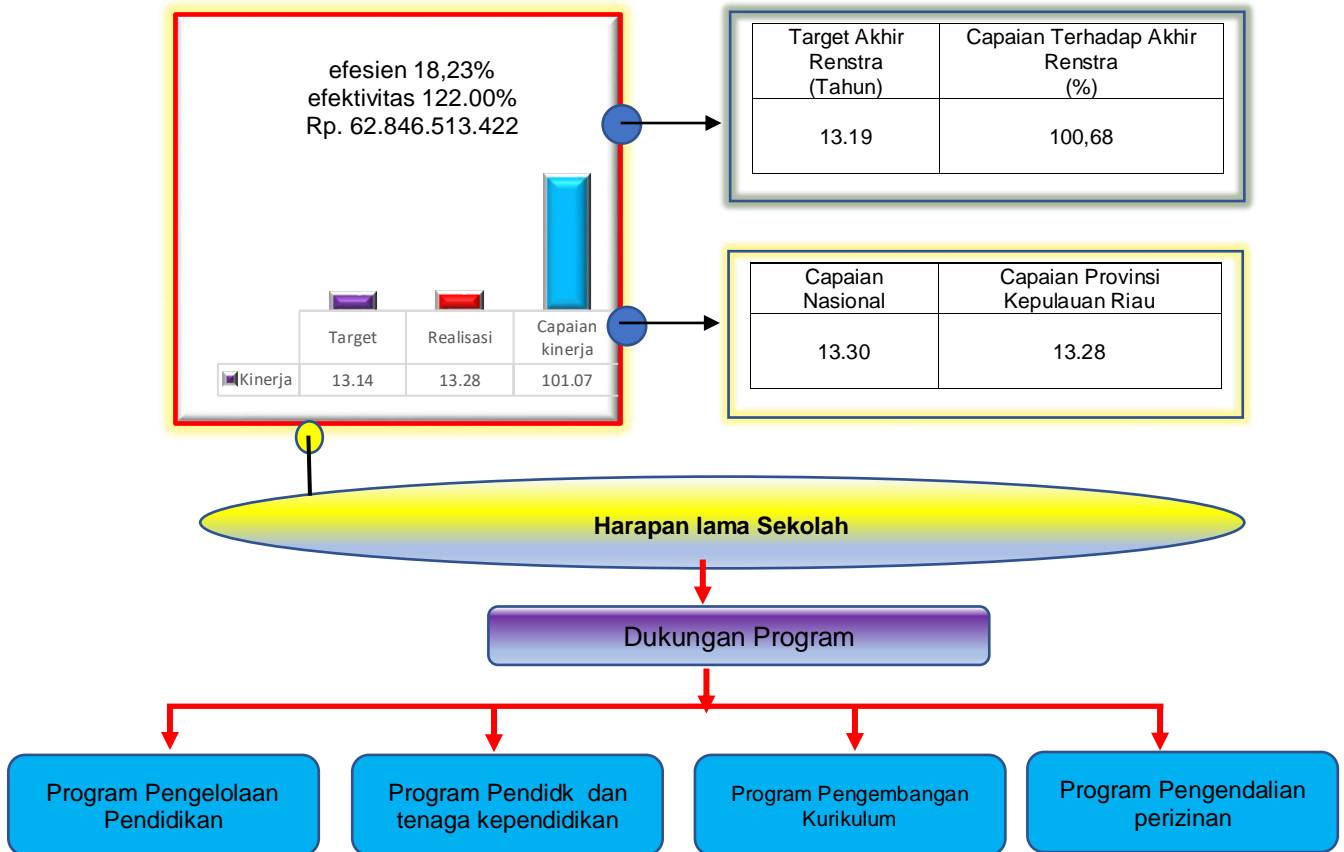 efesien 18,23%
efektivitas 122.00%
Rp. 62.846.513.422
Target
Realisasi
Capaian
kinerja
Kinerja
13.14
13.28
101.07
Target Akhir
Renstra
(Tahun)
Capaian Terhadap Akhir
Renstra
(%)
13.19
100,68
Capaian
Nasional
Capaian Provinsi
Kepulauan Riau
13.30
13.28
Harapan lama Sekolah
Dukungan Program
Program Pengelolaan
Pendidikan
Program Pendidk dan
tenaga kependidikan
Program Pengembangan
Kurikulum
Program Pengendalian
perizinan